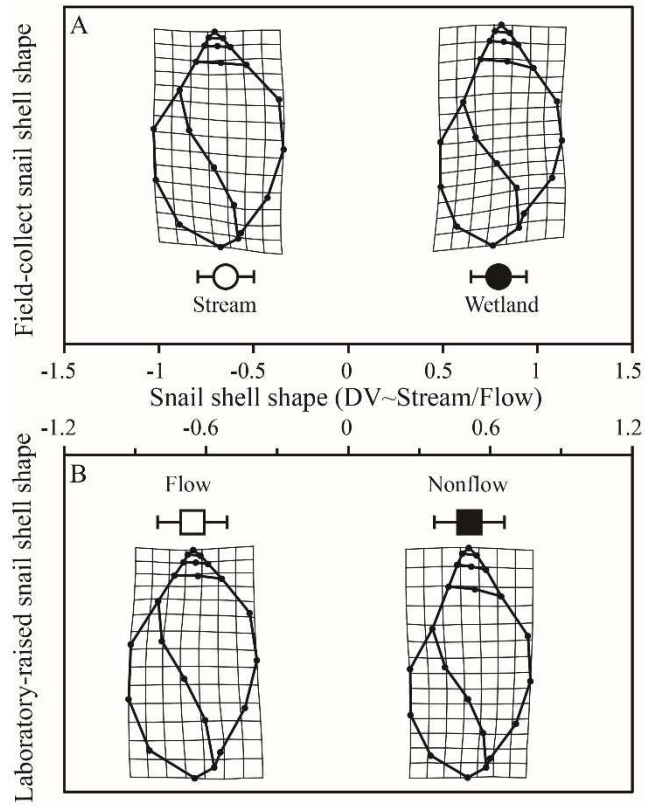 A
Field-collect snail shell shape
Stream
Wetland
-1.5
-1
-0.5
0
0.5
1
1.5
Snail shell shape (DV~Stream/Flow)
-1.2
-0.6
0
0.6
1.2
B
Laboratory-raised snail shell shape
Flow
Nonflow